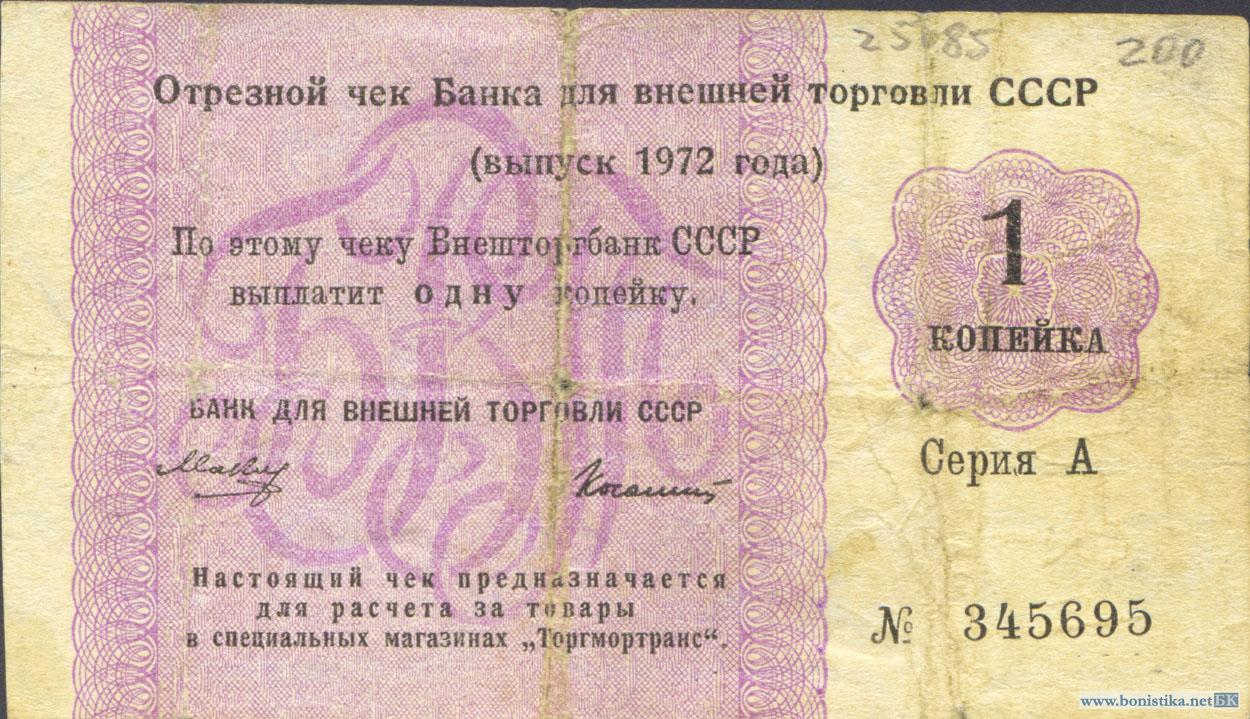 25685 200
Отрезной чек Банка для внешней торговли СССР
(выпуск 1972 года)
1
КОПЕЙКА
По этому чеку Внешторгбанк СССР
выплатит одну копейку.
БАНК ДЛЯ ВНЕШНЕЙ ТОРГОВЛИ СССР
Серия А
Настоящий чек предназначается
для расчета за товары
в специальных магазинах „Торгмортранс“.
№ 345695
www.bonistika.net БК